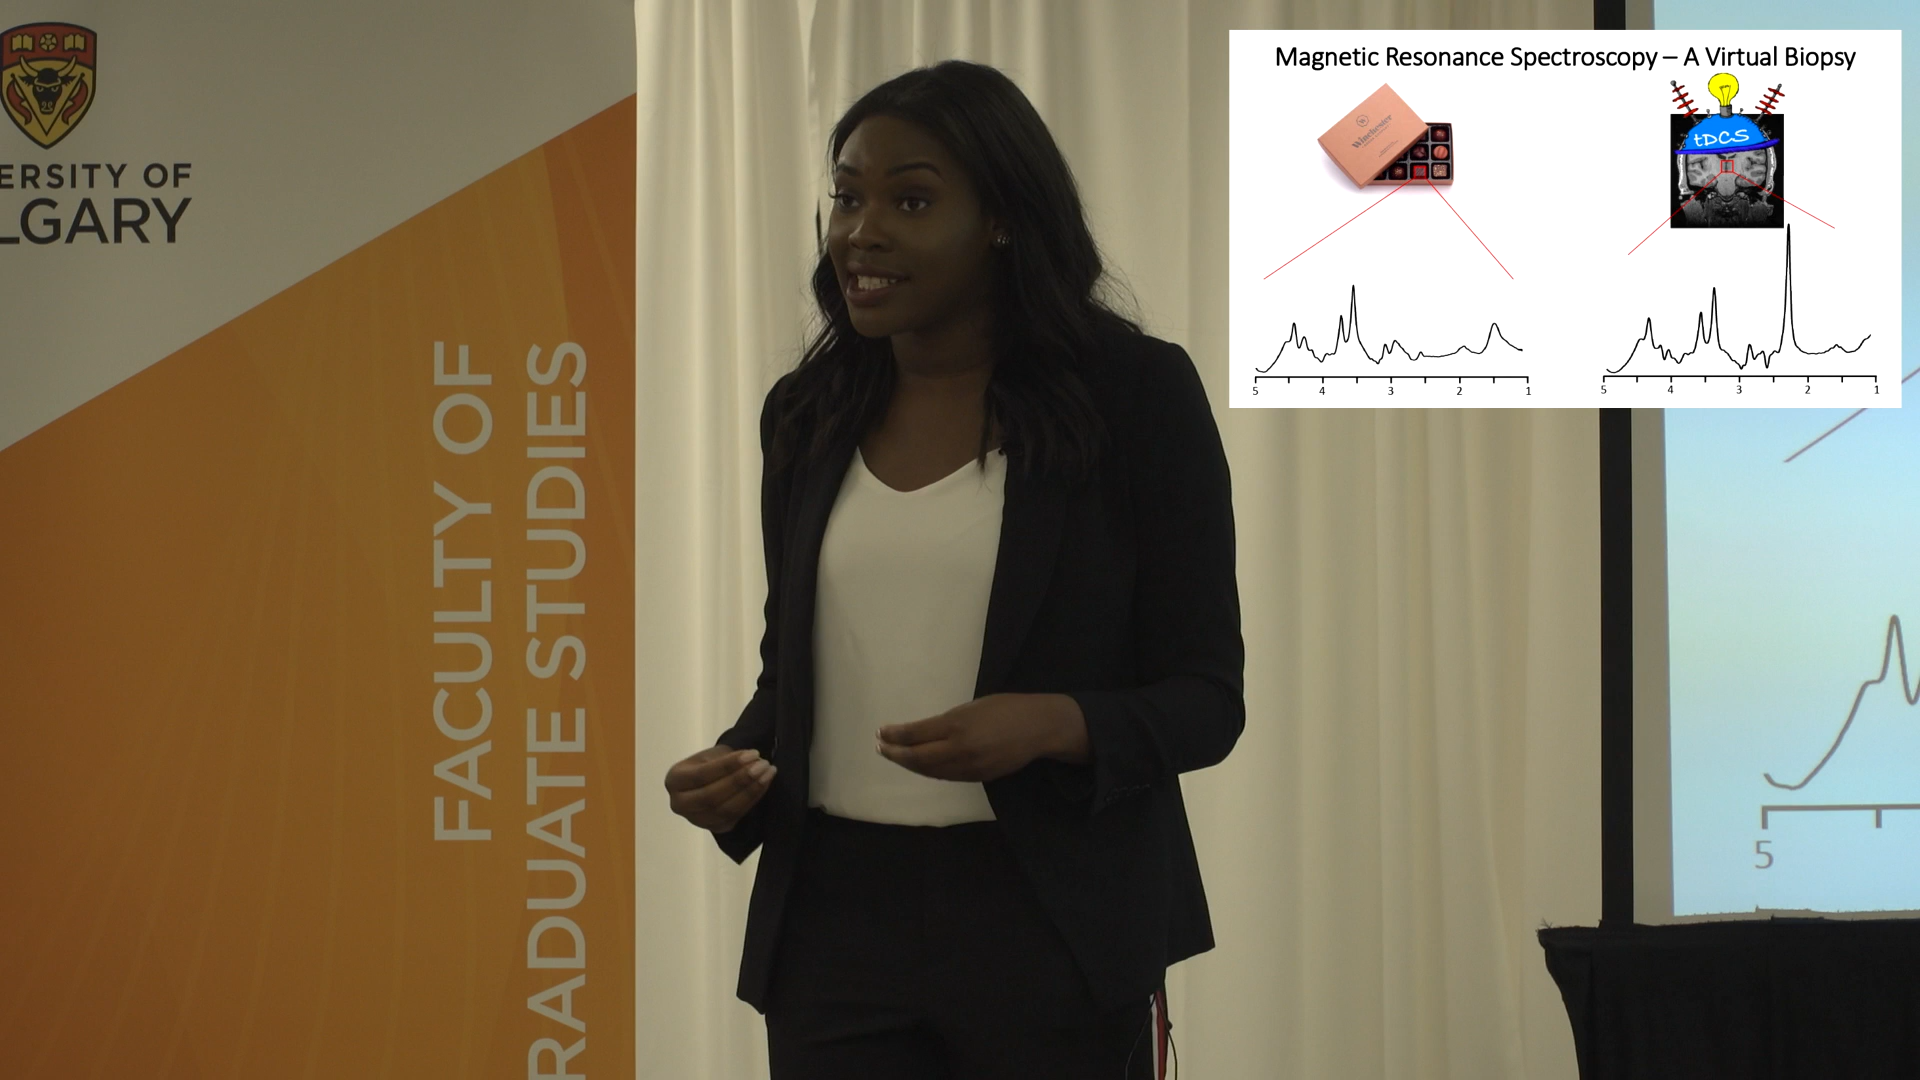 ERSITY OF
LGARY
FACULTY OF
RADUATE STUDIES
Magnetic Resonance Spectroscopy – A Virtual Biopsy
Winchester
tDCS
5 4 3 2 1
5 4 3 2 1
5